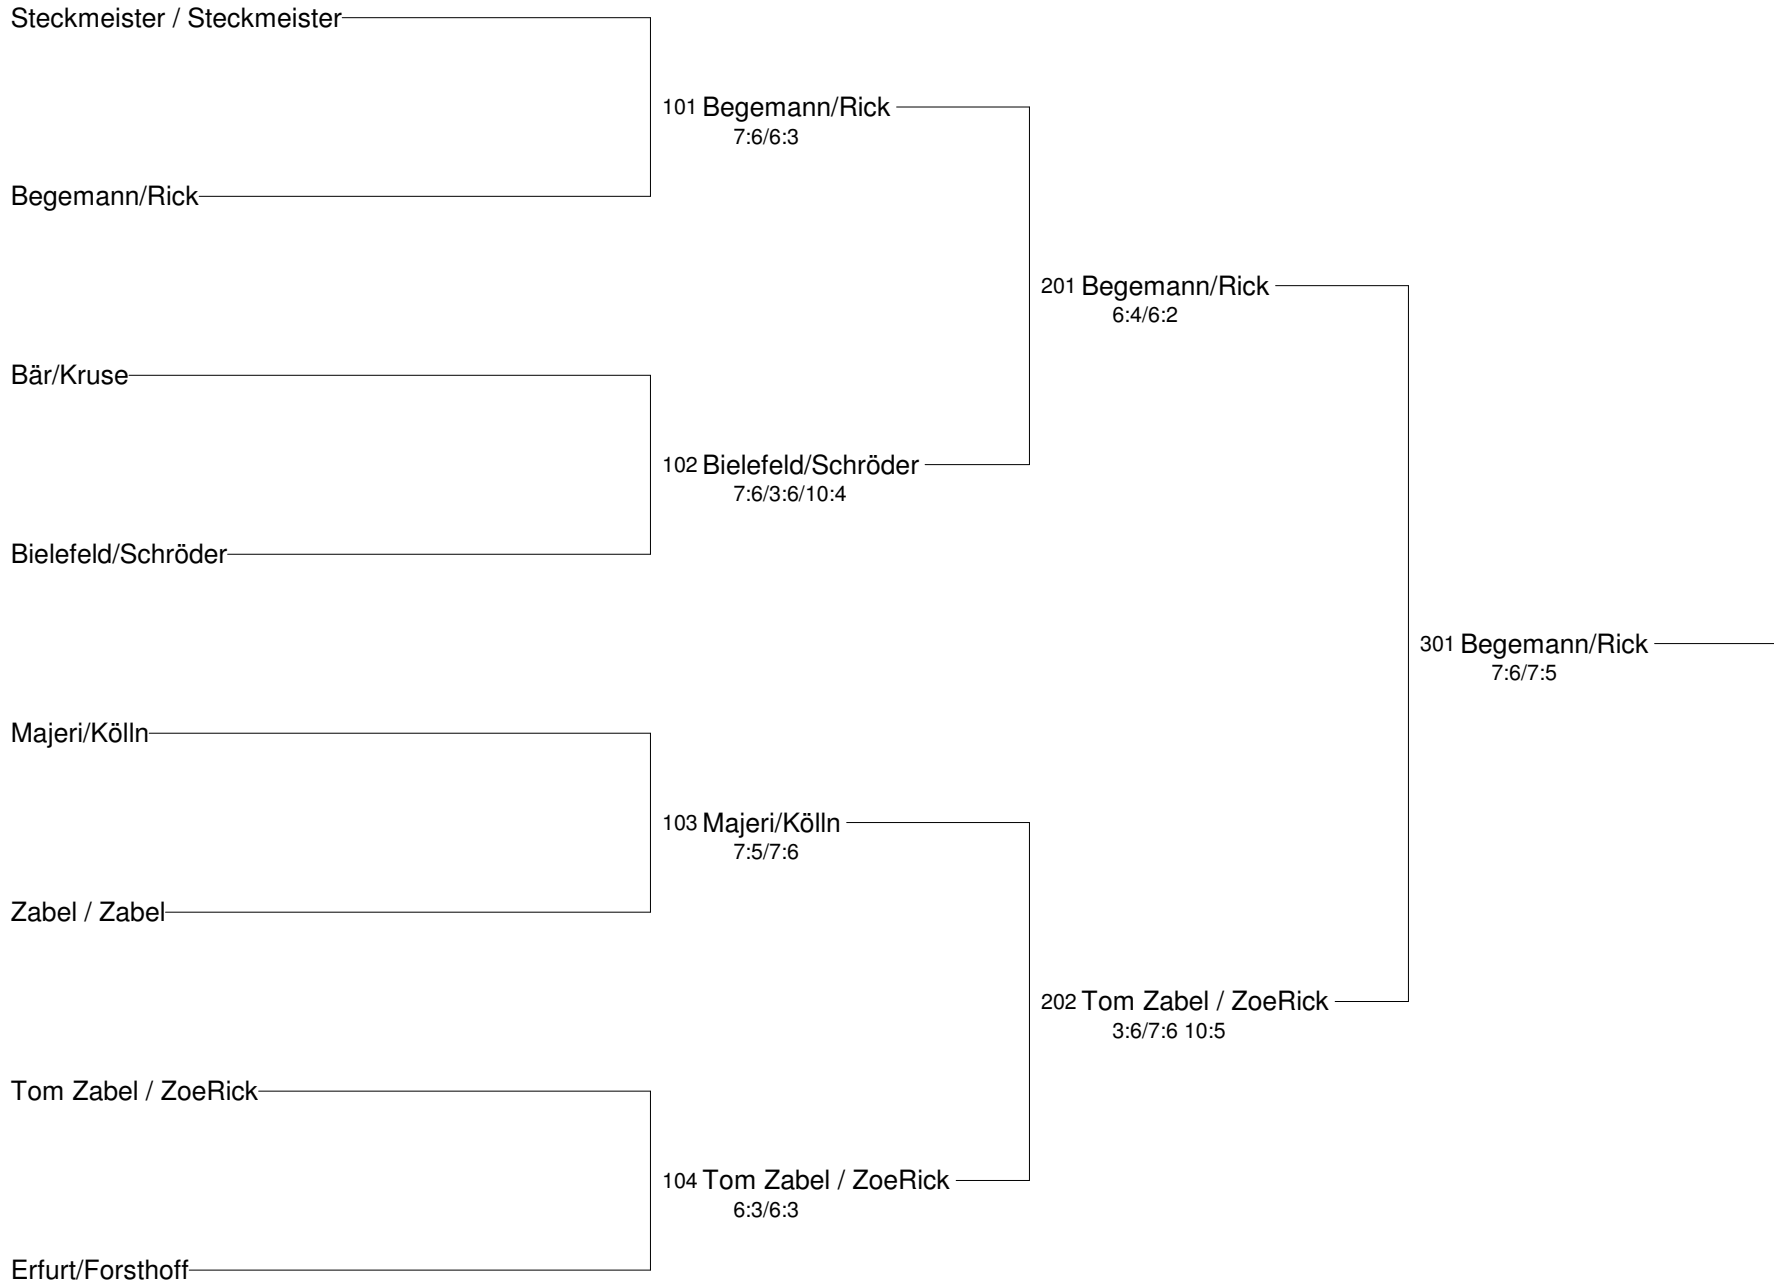 Steckmeister / Steckmeister
101 Begemann/Rick
7:6/6:3
Begemann/Rick
201 Begemann/Rick
6:4/6:2
Bär/Kruse
102 Bielefeld/Schröder
7:6/3:6/10:4
Bielefeld/Schröder
301 Begemann/Rick
7:6/7:5
Majeri/Kölln
103 Majeri/Kölln
7:5/7:6
Zabel / Zabel
202 Tom Zabel / ZoeRick
3:6/7:6 10:5
Tom Zabel / ZoeRick
104 Tom Zabel / ZoeRick
6:3/6:3
Erfurt/Forsthoff